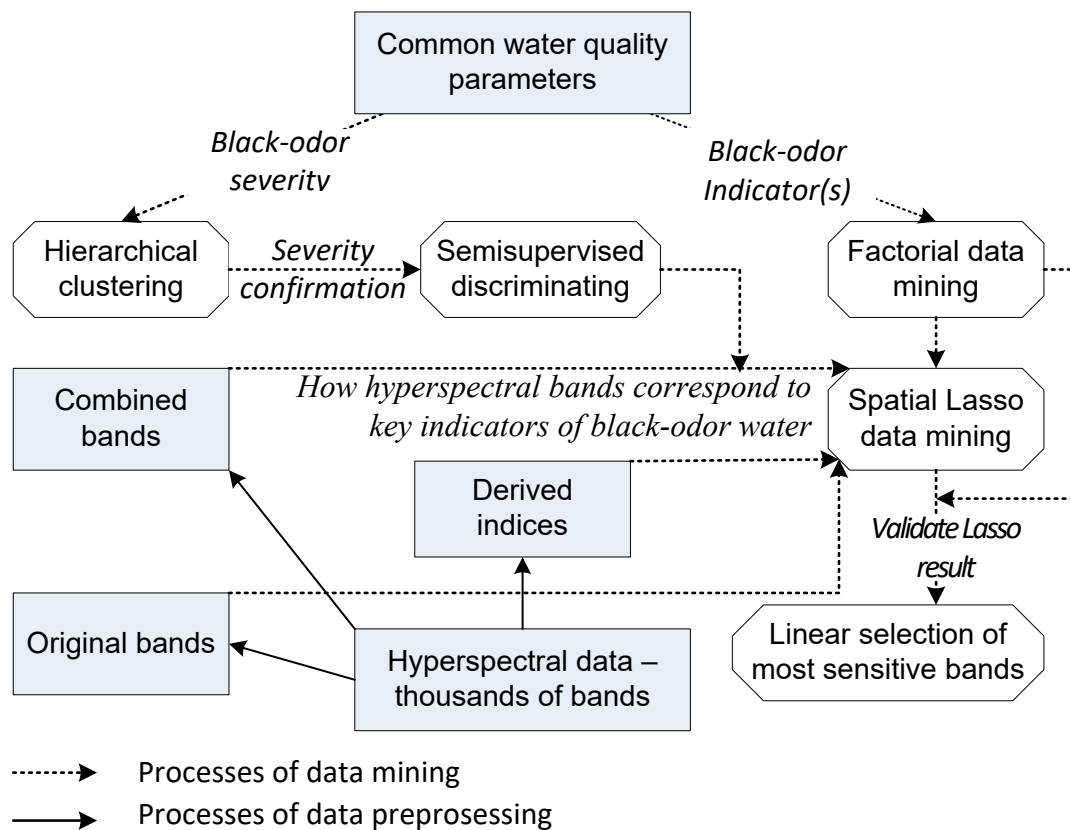 Common water quality
parameters
Black-odor
severity
Black-odor
Indicator(s)
Hierarchical
clustering
Severity
confirmation
Semisupervised
discriminating
Factorial data
mining
Combined
bands
How hyperspectral bands correspond to
key indicators of black-odor water
Spatial Lasso
data mining
Derived
indices
Validate Lasso
result
Original bands
Hyperspectral data –
thousands of bands
Linear selection of
most sensitive bands
Processes of data mining
Processes of data preprosessing